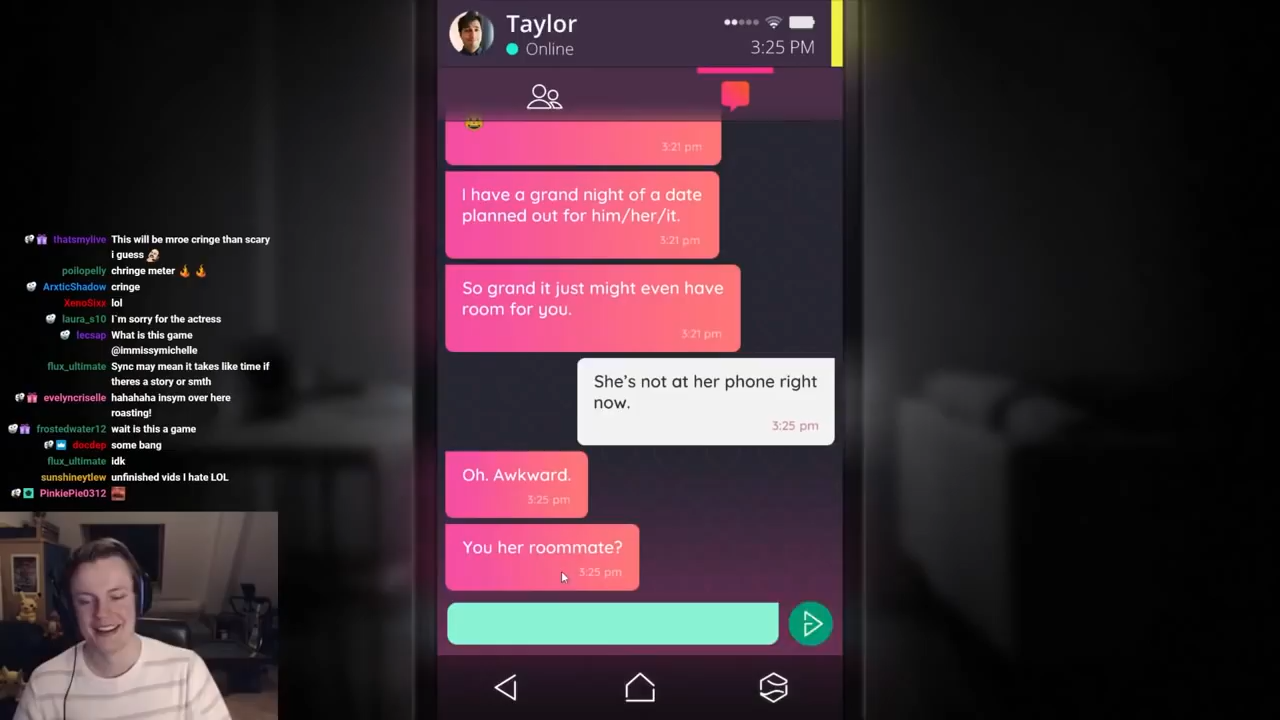 Taylor
Online
3:25 PM
3:21 pm
I have a grand night of a date
planned out for him/her/it.
3:21 pm
So grand it just might even have
room for you.
3:21 pm
She's not at her phone right
now.
3:25 pm
Oh. Awkward.
3:25 pm
You her roommate?
3:25 pm
thatsmylive This will be mroe cringe than scary
i guess
poilopelly chringe meter
ArxticShadow cringe
XenoSixx lol
laura_s10 I`m sorry for the actress
lecsap What is this game
@immissymichelle
flux_ultimate Sync may mean it takes like time if
theres a story or smth
evelyncriselle hahahaha insym over here
roasting!
frostedwater12 wait is this a game
docdep some bang
flux_ultimate idk
sunshineytlew unfinished vids I hate LOL
PinkiePie0312